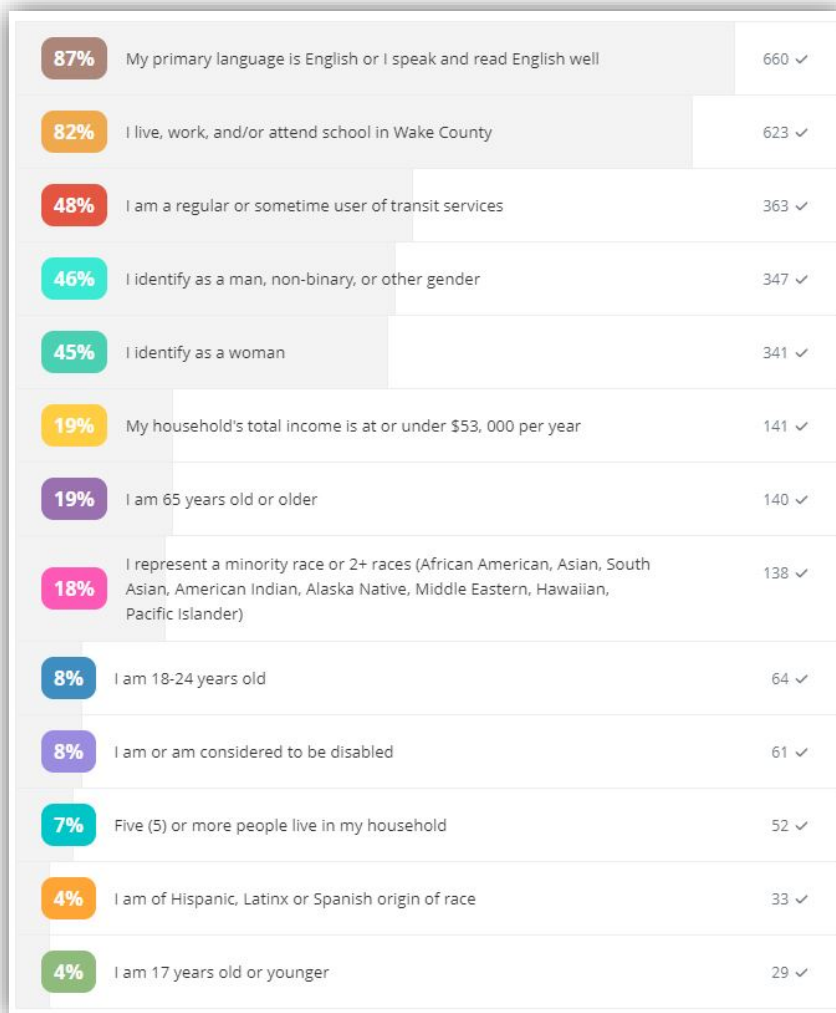 87% My primary language is English or I speak and read English well 660 ✓
82% I live, work, and/or attend school in Wake County 623 ✓
48% I am a regular or sometime user of transit services 363 ✓
46% I identify as a man, non-binary, or other gender 347 ✓
45% I identify as a woman 341 ✓
19% My household's total income is at or under $53, 000 per year 141 ✓
19% I am 65 years old or older 140 ✓
18% I represent a minority race or 2+ races (African American, Asian, South 138 ✓
Asian, American Indian, Alaska Native, Middle Eastern, Hawaiian,
Pacific Islander)
8% I am 18-24 years old 64 ✓
8% I am or am considered to be disabled 61 ✓
7% Five (5) or more people live in my household 52 ✓
4% I am of Hispanic, Latinx or Spanish origin of race 33 ✓
4% I am 17 years old or younger 29 ✓